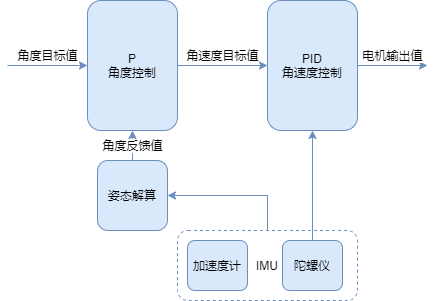 角度目标值
P
角度控制
角速度目标值
PID
角速度控制
电机输出值
角度反馈值
姿态解算
加速度计
IMU
陀螺仪